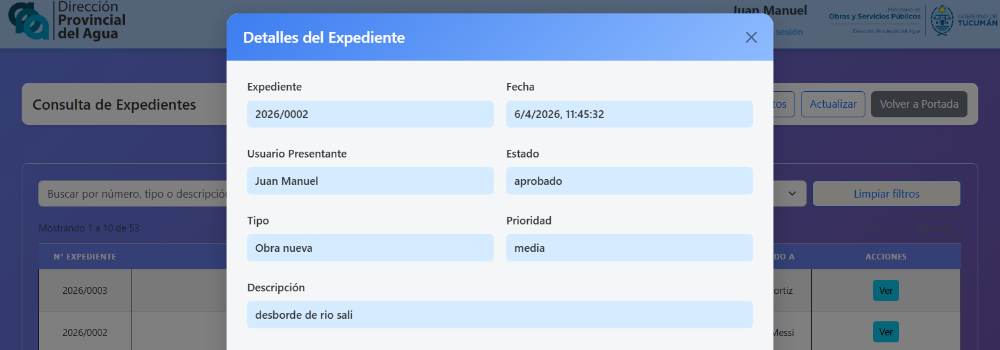 Dirección
Provincial
del Agua
Juan Manuel
sesión
Ministerio de
Obras y Servicios Públicos
Dirección Provincial del Agua
GOBIERNO DE
TUCUMÁN
Detalles del Expediente
Consulta de Expedientes
tos
Actualizar
Volver a Portada
Expediente
Fecha
2026/0002
6/4/2026, 11:45:32
Usuario Presentante
Estado
Juan Manuel
aprobado
Buscar por número, tipo o descripción
Limpiar filtros
Tipo
Prioridad
Mostrando 1 a 10 de 53
Obra nueva
media
N° EXPEDIENTE
DO A
ACCIONES
Descripción
2026/0003
ortiz
Ver
desborde de rio sali
2026/0002
Messi
Ver